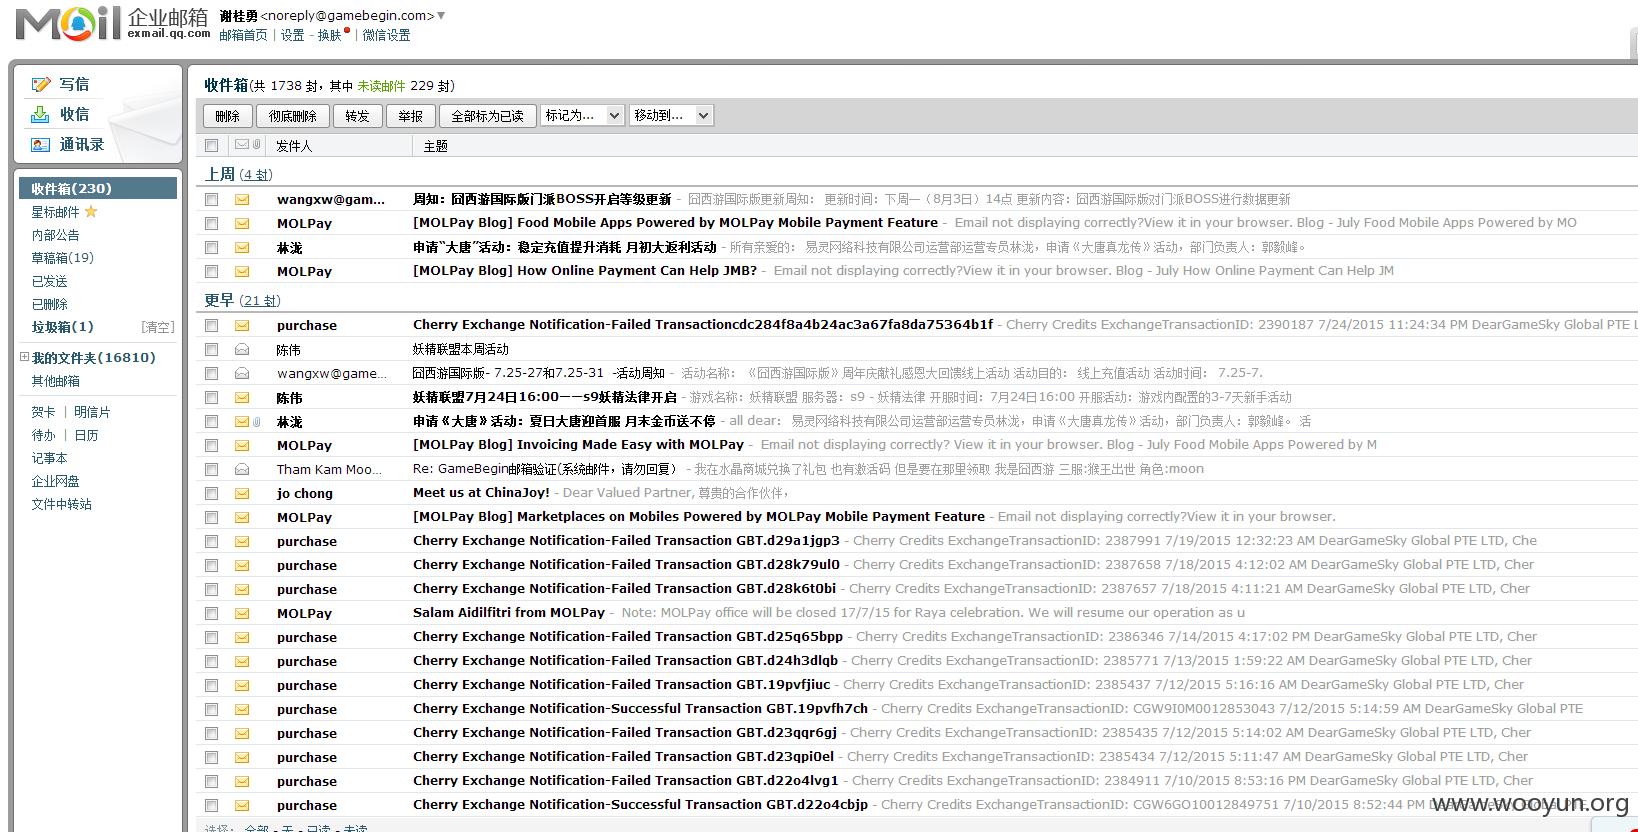 MOil 企业邮箱 exmail.qq.com
谢桂勇<noreply@gamebegin.com>
邮箱首页 | 设置 - 换肤 | 微信设置
写信
收信
通讯录
收件箱(230)
星标邮件
内部公告
草稿箱(19)
已发送
已删除
垃圾箱(1) [清空]
我的文件夹(16810)
其他邮箱
贺卡 | 明信片
待办 | 日历
记事本
企业网盘
文件中转站
收件箱(共 1738 封，其中 未读邮件 229 封)
删除 彻底删除 转发 举报 全部标为已读 标记为... 移动到...
发件人 主题
上周 (4 封)
wangxw@gam... 周知：囧西游国际版门派BOSS开启等级更新 - 囧西游国际版更新周知： 更新时间：下周一（8月3日）14点 更新内容：囧西游国际版对门派BOSS进行数据更新
MOLPay [MOLPay Blog] Food Mobile Apps Powered by MOLPay Mobile Payment Feature - Email not displaying correctly?View it in your browser. Blog - July Food Mobile Apps Powered by MO
林泷 申请“大唐”活动：稳定充值提升消耗 月初大返利活动 - 所有亲爱的： 易灵网络科技有限公司运营部运营专员林泷，申请《大唐真龙传》活动，部门负责人：郭毅峰。
MOLPay [MOLPay Blog] How Online Payment Can Help JMB? - Email not displaying correctly?View it in your browser. Blog - July How Online Payment Can Help JM
更早 (21 封)
purchase Cherry Exchange Notification-Failed Transactioncdc284f8a4b24ac3a67fa8da75364b1f - Cherry Credits ExchangeTransactionID: 2390187 7/24/2015 11:24:34 PM DearGameSky Global PTE L
陈伟 妖精联盟本周活动
wangxw@game... 囧西游国际版- 7.25-27和7.25-31 -活动周知 - 活动名称： 《囧西游国际版》周年庆献礼感恩大回馈线上活动 活动目的： 线上充值活动 活动时间： 7.25-7.
陈伟 妖精联盟7月24日16:00——s9妖精法律开启 - 游戏名称：妖精联盟 服务器：s9 - 妖精法律 开服时间：7月24日16:00 开服活动：游戏内配置的3-7天新手活动
林泷 申请《大唐》活动：夏日大唐迎首服 月末金币送不停 - all dear： 易灵网络科技有限公司运营部运营专员林泷，申请《大唐真龙传》活动，部门负责人：郭毅峰。 活
MOLPay [MOLPay Blog] Invoicing Made Easy with MOLPay - Email not displaying correctly? View it in your browser. Blog - July Food Mobile Apps Powered by M
Tham Kam Moo... Re: GameBegin邮箱验证(系统邮件，请勿回复） - 我在水晶商城兑换了礼包 也有激活码 但是要在那里领取 我是囧西游 三服:猴王出世 角色:moon
jo chong Meet us at ChinaJoy! - Dear Valued Partner, 尊贵的合作伙伴，
MOLPay [MOLPay Blog] Marketplaces on Mobiles Powered by MOLPay Mobile Payment Feature - Email not displaying correctly?View it in your browser.
purchase Cherry Exchange Notification-Failed Transaction GBT.d29a1jgp3 - Cherry Credits ExchangeTransactionID: 2387991 7/19/2015 12:32:23 AM DearGameSky Global PTE LTD, Che
purchase Cherry Exchange Notification-Failed Transaction GBT.d28k79ul0 - Cherry Credits ExchangeTransactionID: 2387658 7/18/2015 4:12:02 AM DearGameSky Global PTE LTD, Cher
purchase Cherry Exchange Notification-Failed Transaction GBT.d28k6t0bi - Cherry Credits ExchangeTransactionID: 2387657 7/18/2015 4:11:21 AM DearGameSky Global PTE LTD, Cher
MOLPay Salam Aidilfitri from MOLPay - Note: MOLPay office will be closed 17/7/15 for Raya celebration. We will resume our operation as u
purchase Cherry Exchange Notification-Failed Transaction GBT.d25q65bpp - Cherry Credits ExchangeTransactionID: 2386346 7/14/2015 4:17:02 PM DearGameSky Global PTE LTD, Cher
purchase Cherry Exchange Notification-Failed Transaction GBT.d24h3dlqb - Cherry Credits ExchangeTransactionID: 2385771 7/13/2015 1:59:22 AM DearGameSky Global PTE LTD, Cher
purchase Cherry Exchange Notification-Failed Transaction GBT.19pvfjiuc - Cherry Credits ExchangeTransactionID: 2385437 7/12/2015 5:16:16 AM DearGameSky Global PTE LTD, Cher
purchase Cherry Exchange Notification-Successful Transaction GBT.19pvfh7ch - Cherry Credits ExchangeTransactionID: CGW9I0M0012853043 7/12/2015 5:14:59 AM DearGameSky Global PTE
purchase Cherry Exchange Notification-Failed Transaction GBT.d23qqr6gj - Cherry Credits ExchangeTransactionID: 2385435 7/12/2015 5:14:02 AM DearGameSky Global PTE LTD, Cher
purchase Cherry Exchange Notification-Failed Transaction GBT.d23qpi0el - Cherry Credits ExchangeTransactionID: 2385434 7/12/2015 5:11:47 AM DearGameSky Global PTE LTD, Cher
purchase Cherry Exchange Notification-Failed Transaction GBT.d22o4lvg1 - Cherry Credits ExchangeTransactionID: 2384911 7/10/2015 8:53:16 PM DearGameSky Global PTE LTD, Cher
purchase Cherry Exchange Notification-Successful Transaction GBT.d22o4cbjp - Cherry Credits ExchangeTransactionID: CGW6GO10012849751 7/10/2015 8:52:44 PM DearGameSky Global PTE
www.wooyun.org
选择： 全部 - 无 - 已读 - 未读